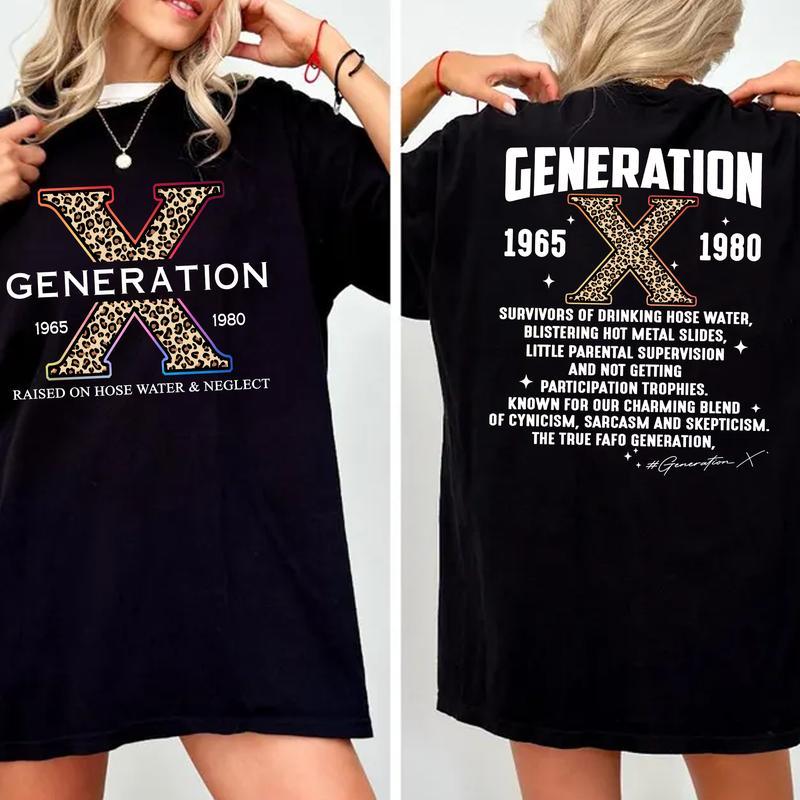 X
GENERATION
1965 1980
RAISED ON HOSE WATER & NEGLECT
GENERATION
1965 X 1980
SURVIVORS OF DRINKING HOSE WATER,
BLISTERING HOT METAL SLIDES,
LITTLE PARENTAL SUPERVISION
AND NOT GETTING
PARTICIPATION TROPHIES.
KNOWN FOR OUR CHARMING BLEND
OF CYNICISM, SARCASM AND SKEPTICISM.
THE TRUE FAFO GENERATION,
#Generation X